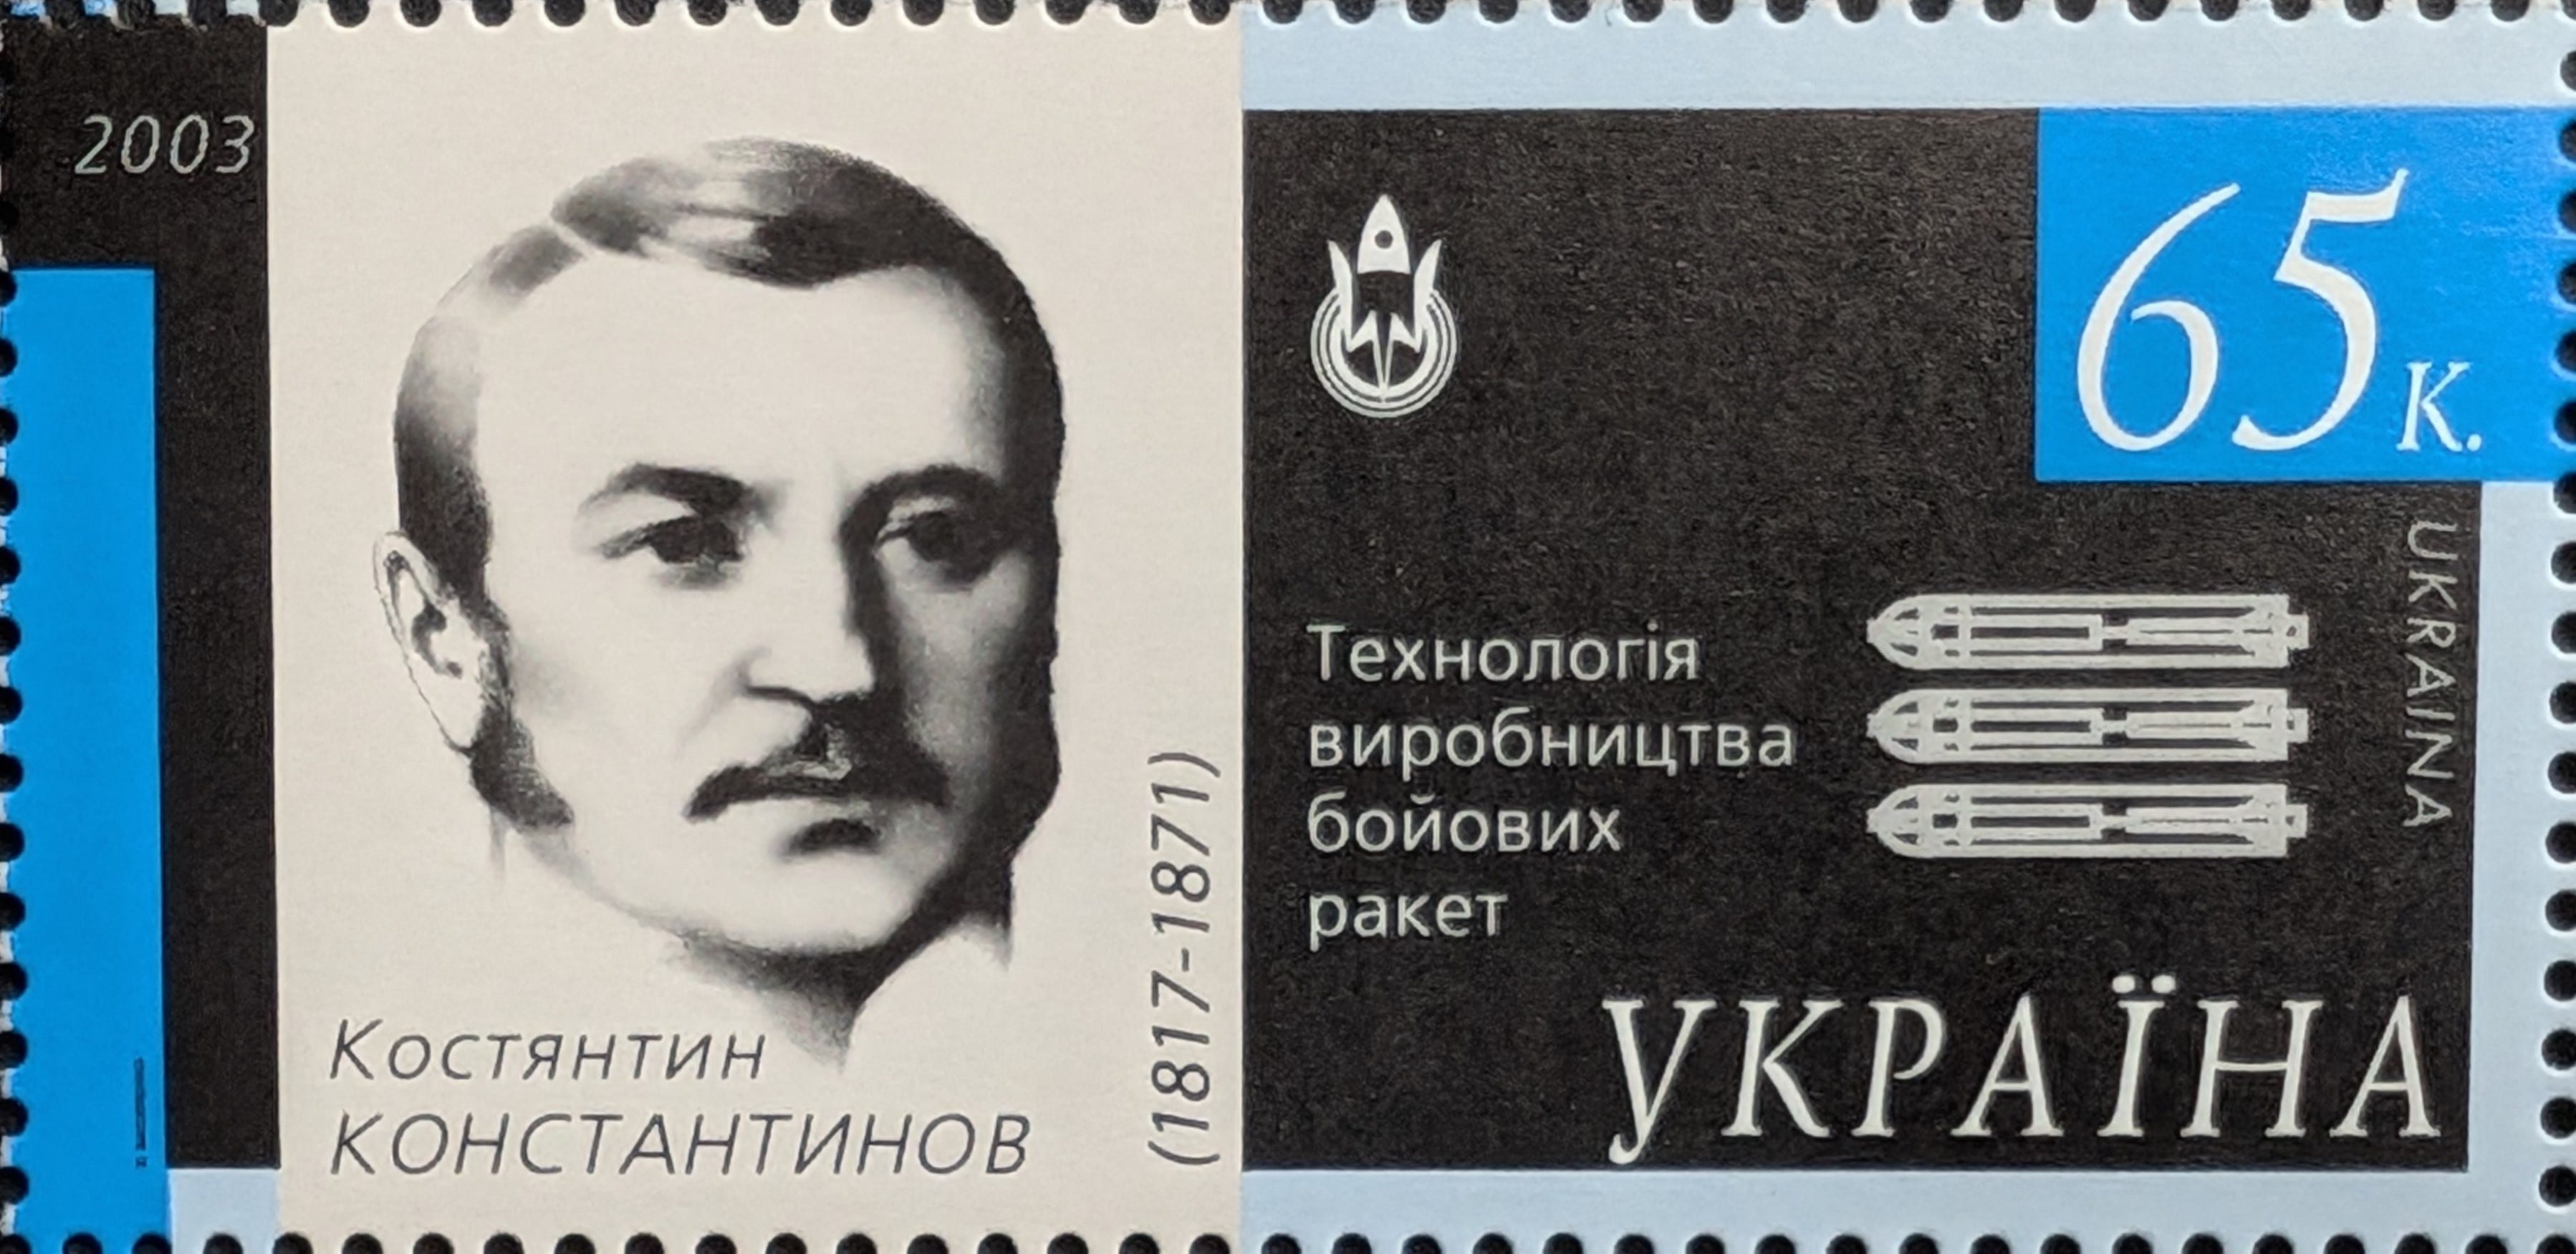 2003
Костянтин
КОНСТАНТИНОВ
(1817-1871)
65 к.
UKRAINA
Технологія
виробництва
бойових
ракет
УКРАЇНА